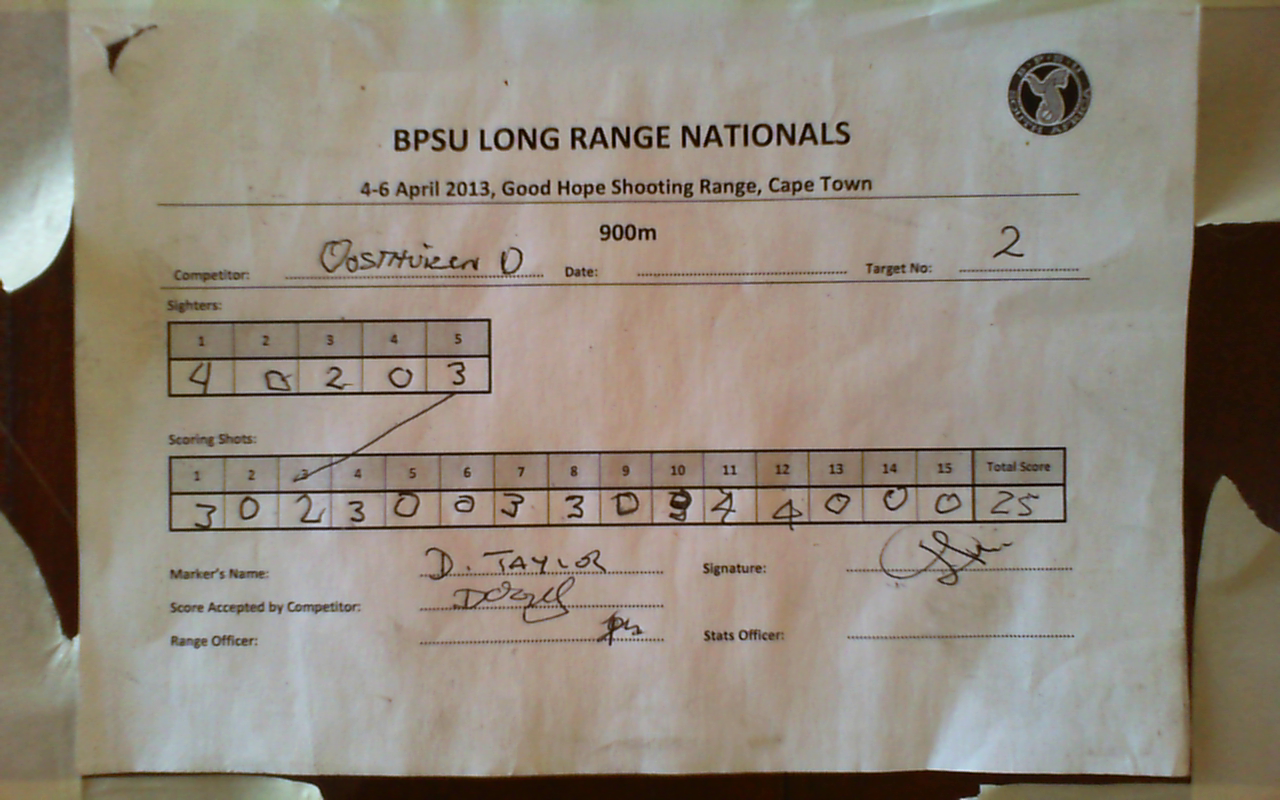 B·P·S·U
SOUTH AFRICA
BPSU LONG RANGE NATIONALS
4-6 April 2013, Good Hope Shooting Range, Cape Town
900m
Competitor: OOSTHUIZEN D Date: Target No: 2
Sighters:
1 2 3 4 5
4 0 2 0 3
Scoring Shots:
1 2 3 4 5 6 7 8 9 10 11 12 13 14 15 Total Score
3 0 2 3 0 0 3 3 0 3 4 4 0 0 0 25
Marker's Name: D. TAYLOR Signature:
Score Accepted by Competitor:
Range Officer: Stats Officer: